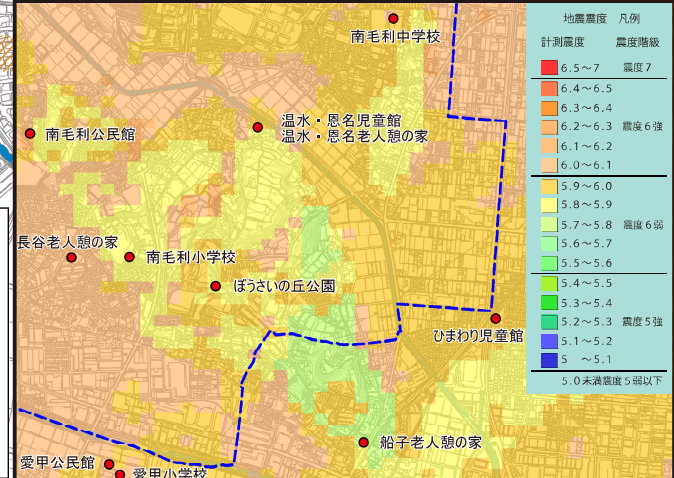 南毛利中学校
温水・恩名児童館
温水・恩名老人憩の家
南毛利公民館
長谷老人憩の家
南毛利小学校
ぼうさいの丘公園
ひまわり児童館
船子老人憩の家
愛甲公民館
愛甲小学校
地震震度 凡例
計測震度 震度階級
6.5～7 震度7
6.4～6.5
6.3～6.4
6.2～6.3 震度6強
6.1～6.2
6.0～6.1
5.9～6.0
5.8～5.9
5.7～5.8 震度6弱
5.6～5.7
5.5～5.6
5.4～5.5
5.3～5.4
5.2～5.3 震度5強
5.1～5.2
5 ～5.1
5.0未満震度5弱以下